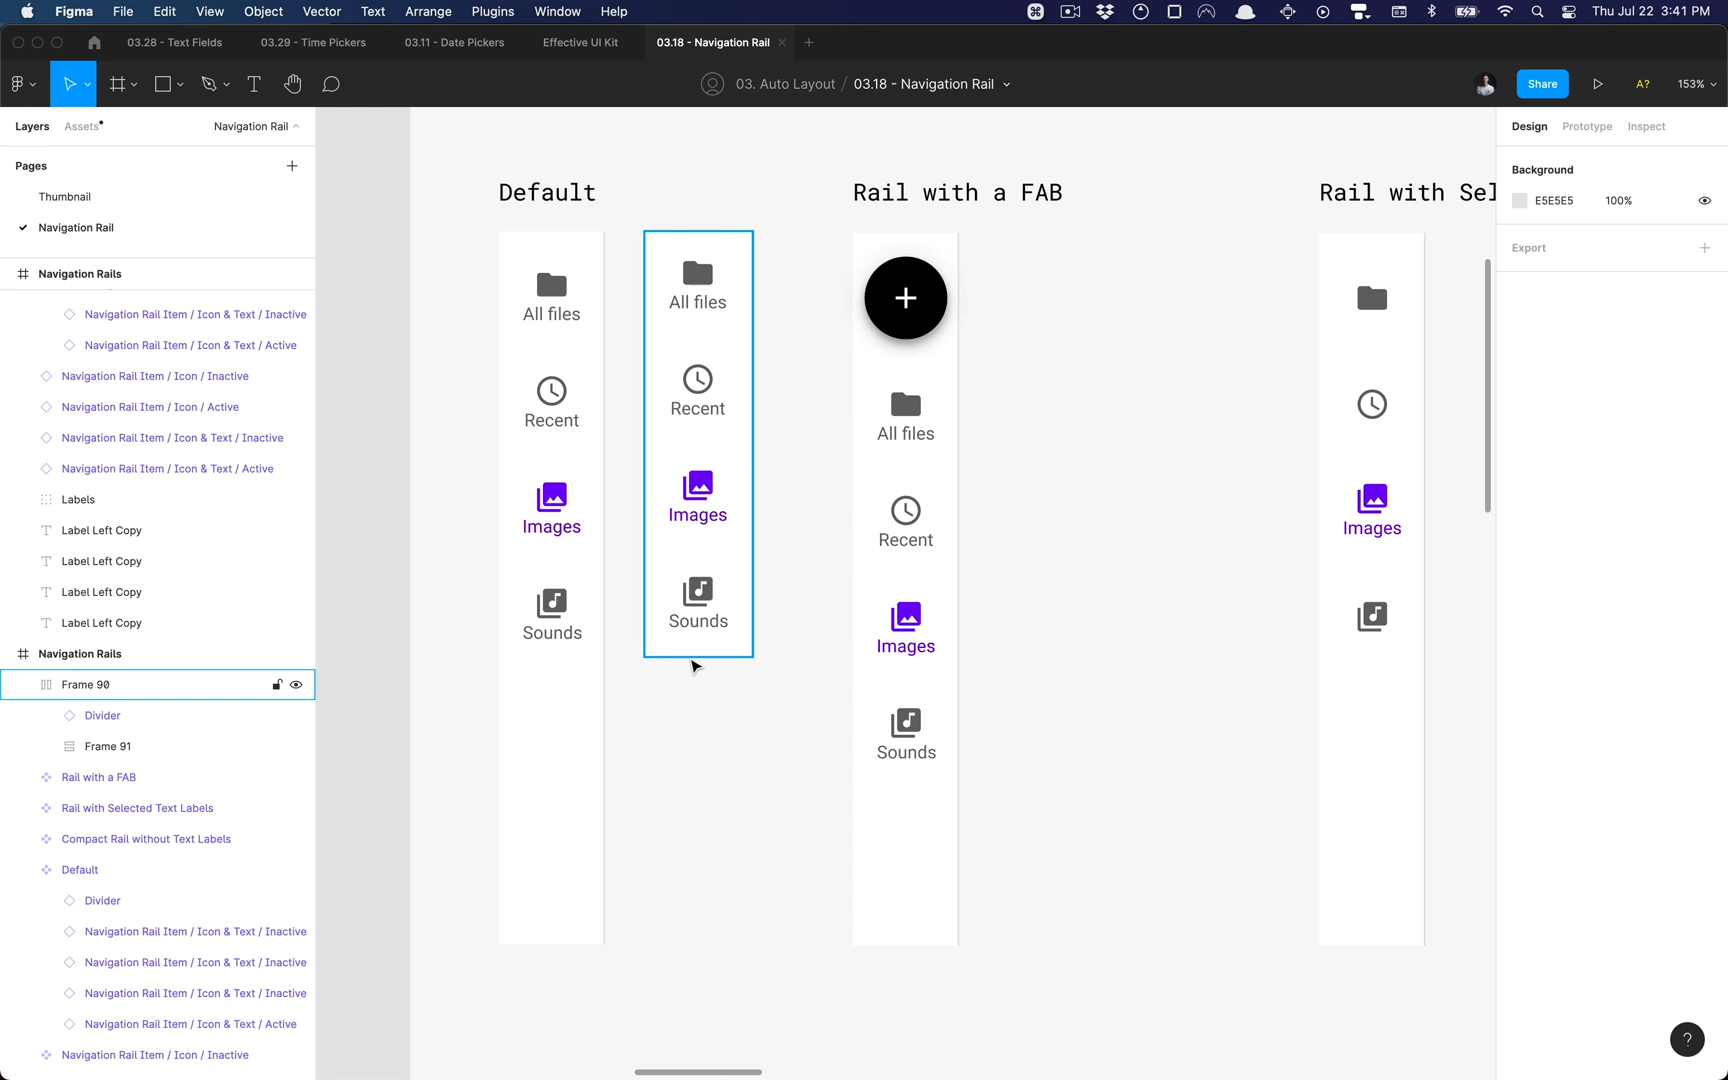 Figma File Edit View Object Vector Text Arrange Plugins Window Help Thu Jul 22 3:41 PM
03.28 - Text Fields 03.29 - Time Pickers 03.11 - Date Pickers Effective UI Kit 03.18 - Navigation Rail
03. Auto Layout / 03.18 - Navigation Rail Share A? 153%
Layers Assets Navigation Rail
Pages
Thumbnail
Navigation Rail
Navigation Rails
Navigation Rail Item / Icon & Text / Inactive
Navigation Rail Item / Icon & Text / Active
Navigation Rail Item / Icon / Inactive
Navigation Rail Item / Icon / Active
Navigation Rail Item / Icon & Text / Inactive
Navigation Rail Item / Icon & Text / Active
Labels
Label Left Copy
Label Left Copy
Label Left Copy
Label Left Copy
Navigation Rails
Frame 90
Divider
Frame 91
Rail with a FAB
Rail with Selected Text Labels
Compact Rail without Text Labels
Default
Divider
Navigation Rail Item / Icon & Text / Inactive
Navigation Rail Item / Icon & Text / Inactive
Navigation Rail Item / Icon & Text / Inactive
Navigation Rail Item / Icon & Text / Active
Navigation Rail Item / Icon / Inactive
Default
All files
Recent
Images
Sounds
All files
Recent
Images
Sounds
Rail with a FAB
All files
Recent
Images
Sounds
Rail with Sel
Images
Design Prototype Inspect
Background
E5E5E5 100%
Export
?